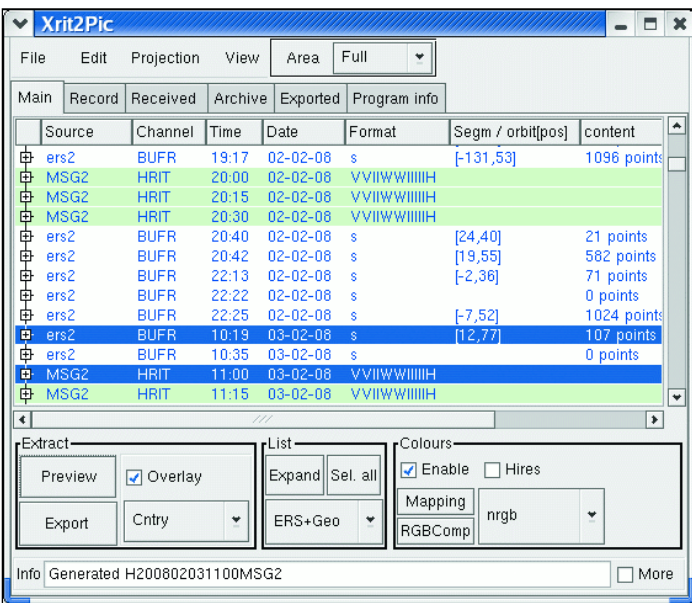 Xrit2Pic
File Edit Projection View Area Full
Main Record Received Archive Exported Program info
Source Channel Time Date Format Segm / orbit[pos] content
ers2 BUFR 19:17 02-02-08 s [-131,53] 1096 points
MSG2 HRIT 20:00 02-02-08 VVIIWWIIIIIH
MSG2 HRIT 20:15 02-02-08 VVIIWWIIIIIH
MSG2 HRIT 20:30 02-02-08 VVIIWWIIIIIH
ers2 BUFR 20:40 02-02-08 s [24,40] 21 points
ers2 BUFR 20:42 02-02-08 s [19,55] 582 points
ers2 BUFR 22:13 02-02-08 s [-2,36] 71 points
ers2 BUFR 22:22 02-02-08 s 0 points
ers2 BUFR 22:25 02-02-08 s [-7,52] 1024 points
ers2 BUFR 10:19 03-02-08 s [12,77] 107 points
ers2 BUFR 10:35 03-02-08 s 0 points
MSG2 HRIT 11:00 03-02-08 VVIIWWIIIIIH
MSG2 HRIT 11:15 03-02-08 VVIIWWIIIIIH
Extract List Colours
Preview Overlay Expand Sel. all Enable Hires
Export Cntry ERS+Geo Mapping nrgb
RGBComp
Info Generated H200802031100MSG2 More